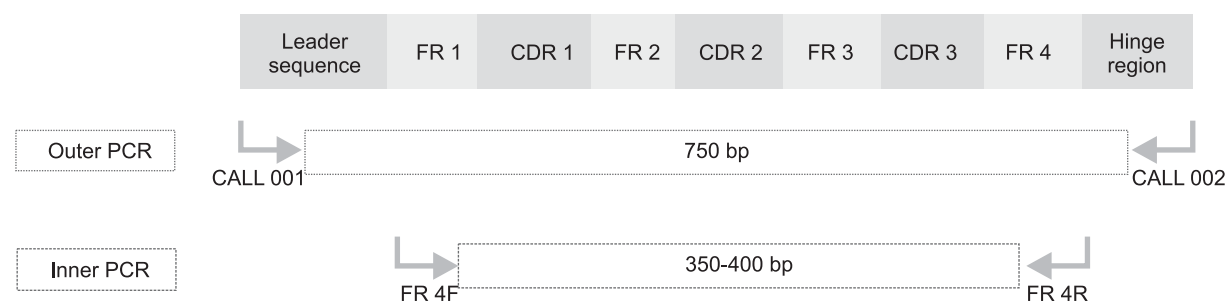 Leader
sequence
FR 1
CDR 1
FR 2
CDR 2
FR 3
CDR 3
FR 4
Hinge
region
Outer PCR
750 bp
CALL 001
CALL 002
Inner PCR
350-400 bp
FR 4F
FR 4R